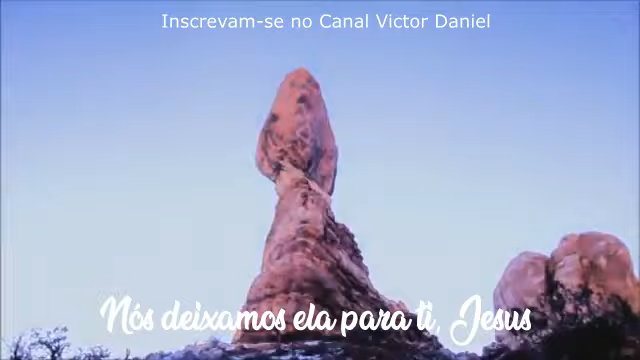 Inscrevam-se no Canal Victor Daniel
Nós deixamos ela para ti, Jesus